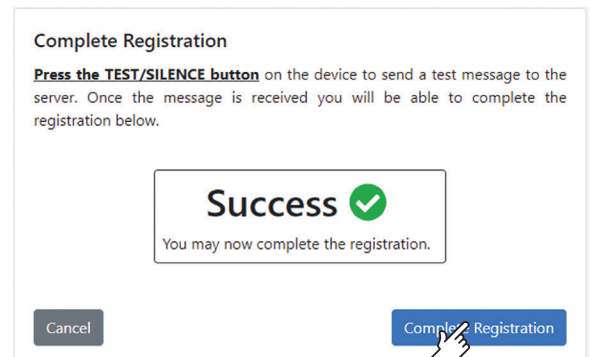 Complete Registration
Press the TEST/SILENCE button on the device to send a test message to the
server. Once the message is received you will be able to complete the
registration below.
Success
You may now complete the registration.
Cancel
Complete Registration